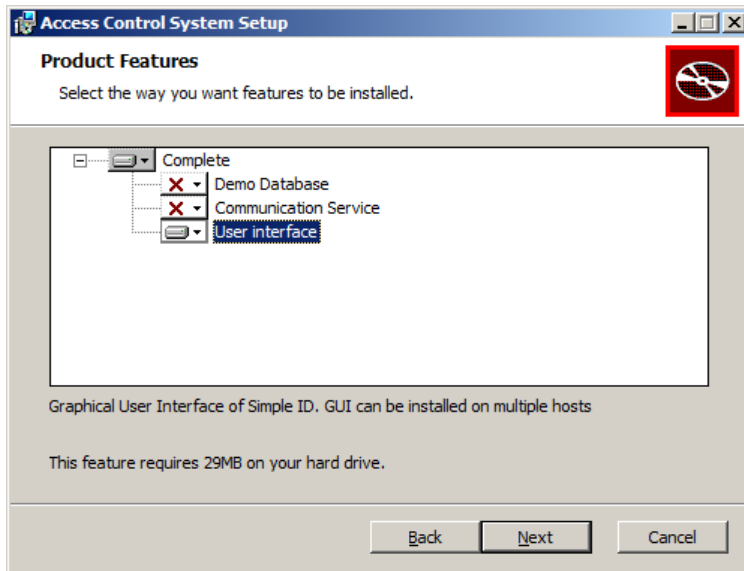 Access Control System Setup
Product Features
Select the way you want features to be installed.
Complete
Demo Database
Communication Service
User interface
Graphical User Interface of Simple ID. GUI can be installed on multiple hosts
This feature requires 29MB on your hard drive.
Back Next Cancel